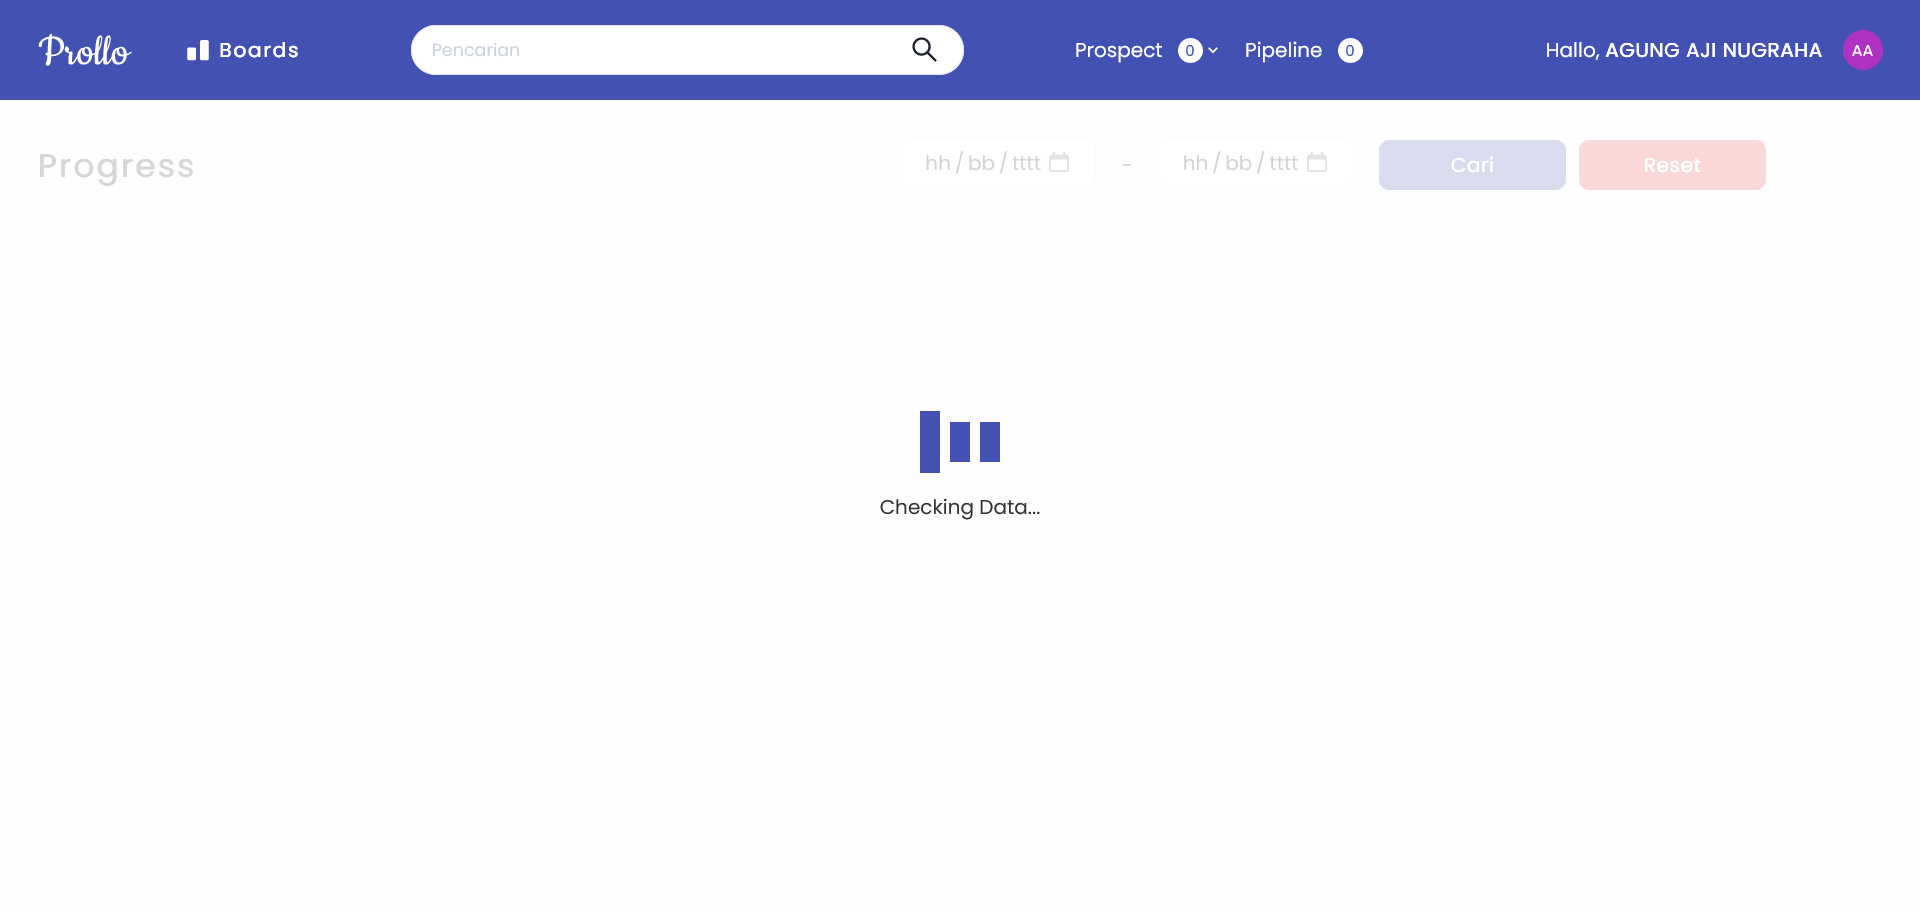 Prollo Boards Pencarian Prospect 0 Pipeline 0 Hallo, AGUNG AJI NUGRAHA AA
Progress hh/bb/tttt - hh/bb/tttt Cari Reset
Checking Data...